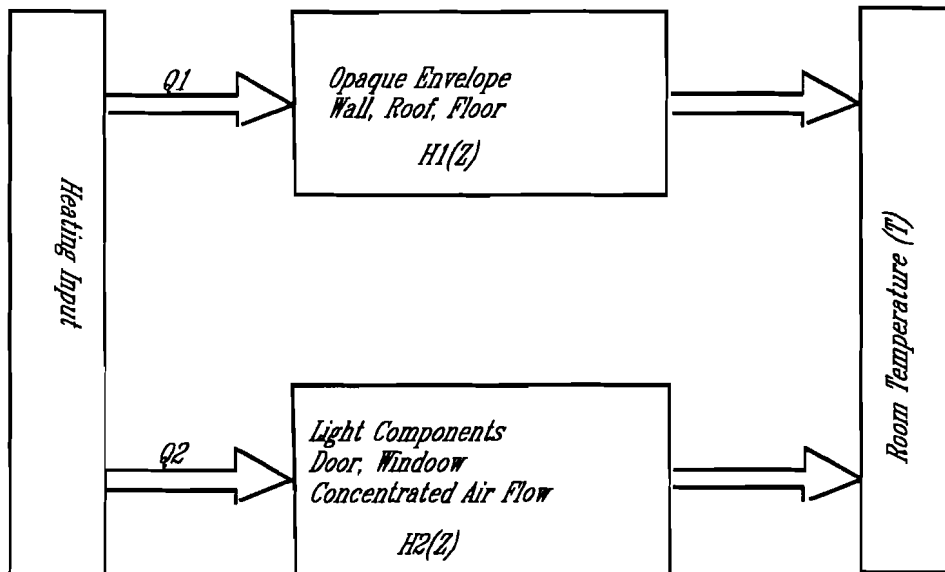 Heating Input
Q1
Opaque Envelope
Wall, Roof, Floor
H1(Z)
Q2
Light Components
Door, Windoow
Concentrated Air Flow
H2(Z)
Room Temperature (T)